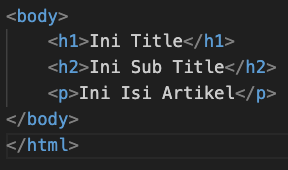 <body>
    <h1>Ini Title</h1>
    <h2>Ini Sub Title</h2>
    <p>Ini Isi Artikel</p>
</body>
</html>